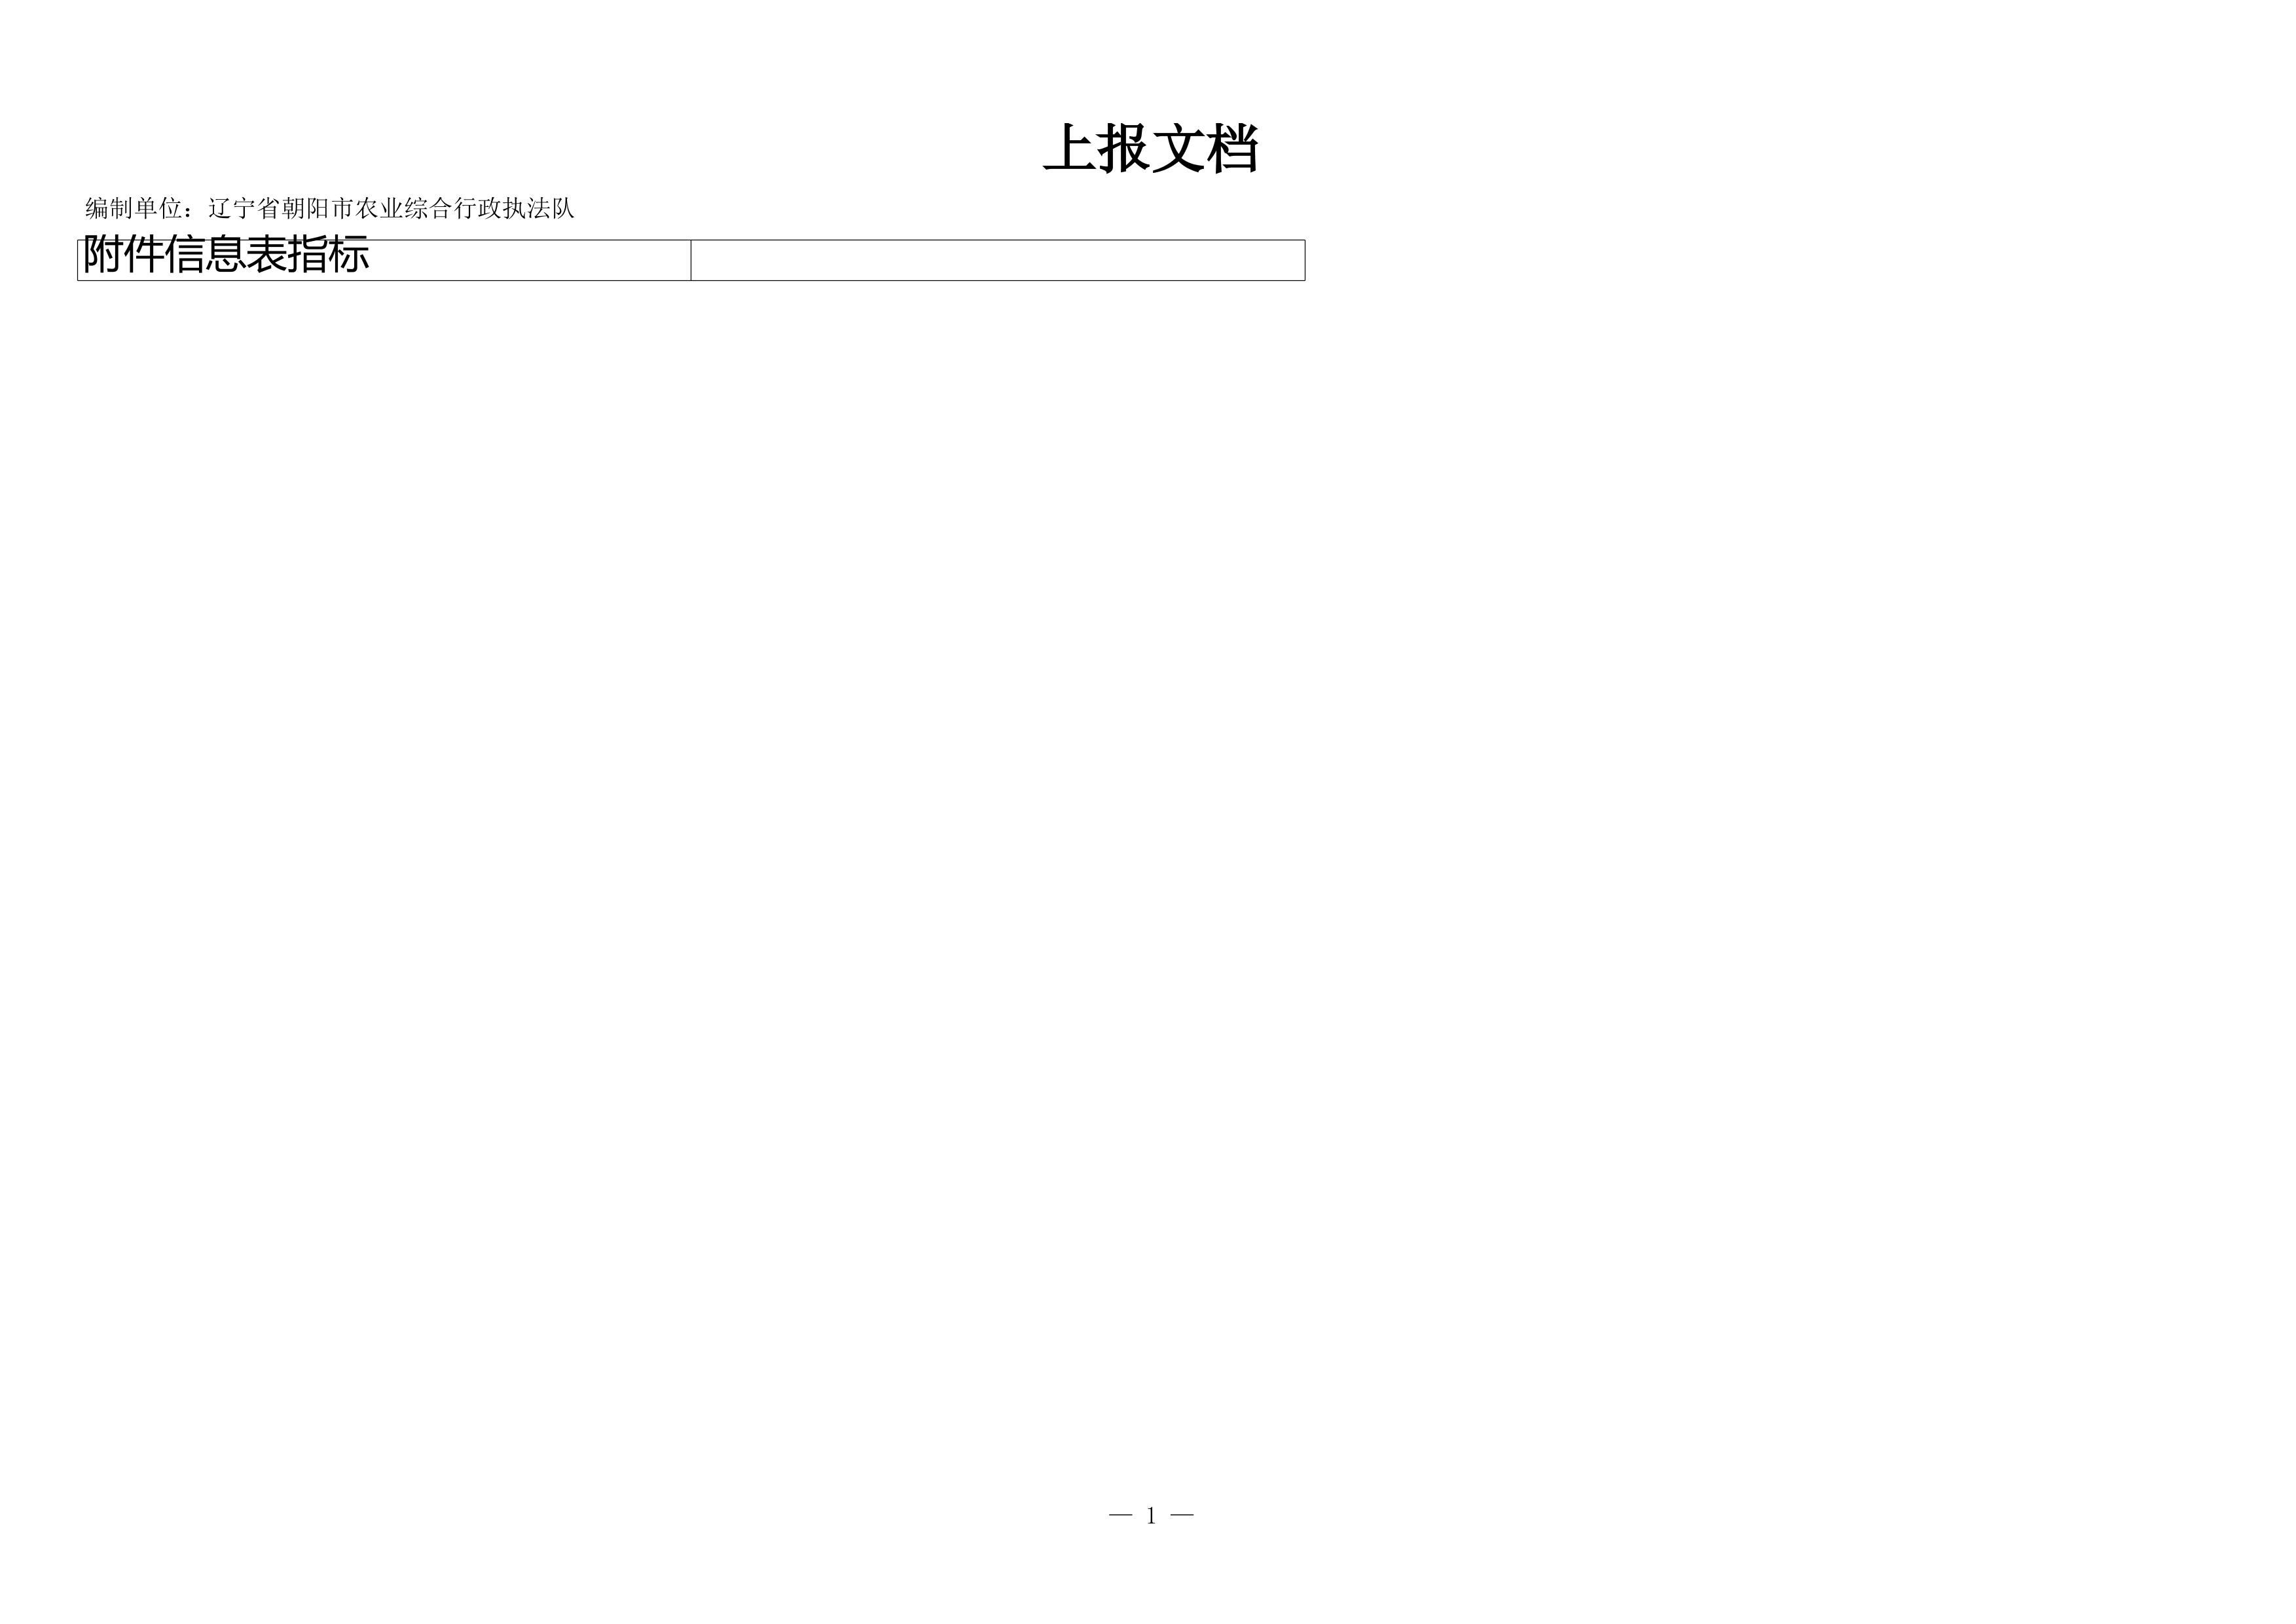 上报文档
编制单位：辽宁省朝阳市农业综合行政执法队
附件信息表指标
— 1 —